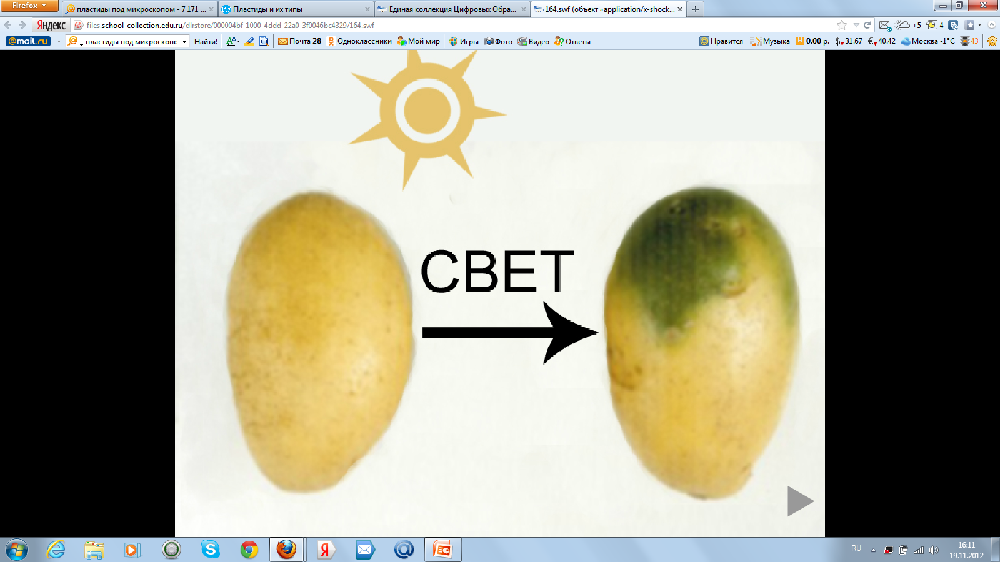 Firefox
пластиды под микроскопом - 7 171 ...
Пластиды и их типы
Единая коллекция Цифровых Обра...
164.swf (объект «application/x-shock...
Яндекс
files.school-collection.edu.ru/dlrstore/000004bf-1000-4ddd-22a0-3f0046bc4329/164.swf
+5
4
@mail.ru
пластиды под микроскопо
Найти!
Почта 28
Одноклассники
Мой мир
Игры
Фото
Видео
Ответы
Нравится
Музыка
0,00 р.
$ 31.67
€ 40.42
Москва -1°C
43
СВЕТ
RU
16:11
19.11.2012